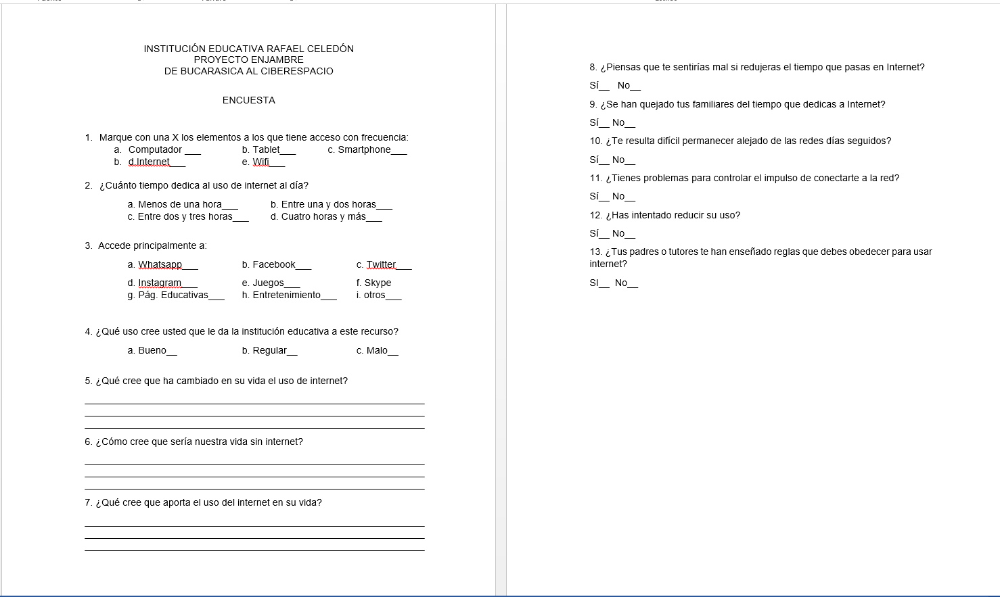 INSTITUCIÓN EDUCATIVA RAFAEL CELEDÓN
PROYECTO ENJAMBRE
DE BUCARASICA AL CIBERESPACIO
ENCUESTA
1. Marque con una X los elementos a los que tiene acceso con frecuencia:
a. Computador ___ b. Tablet___ c. Smartphone___
b. d.Internet___ e. Wifi___
2. ¿Cuánto tiempo dedica al uso de internet al día?
a. Menos de una hora___ b. Entre una y dos horas___
c. Entre dos y tres horas___ d. Cuatro horas y más___
3. Accede principalmente a:
a. Whatsapp___ b. Facebook___ c. Twitter___
d. Instagram___ e. Juegos___ f. Skype
g. Pág. Educativas___ h. Entretenimiento___ i. otros___
4. ¿Qué uso cree usted que le da la institución educativa a este recurso?
a. Bueno__ b. Regular__ c. Malo__
5. ¿Qué cree que ha cambiado en su vida el uso de internet?
6. ¿Cómo cree que sería nuestra vida sin internet?
7. ¿Qué cree que aporta el uso del internet en su vida?
8. ¿Piensas que te sentirías mal si redujeras el tiempo que pasas en Internet?
Sí__ No__
9. ¿Se han quejado tus familiares del tiempo que dedicas a Internet?
Sí__ No__
10. ¿Te resulta difícil permanecer alejado de las redes días seguidos?
Sí__ No__
11. ¿Tienes problemas para controlar el impulso de conectarte a la red?
Sí__ No__
12. ¿Has intentado reducir su uso?
Sí__ No__
13. ¿Tus padres o tutores te han enseñado reglas que debes obedecer para usar
internet?
SI__ No__